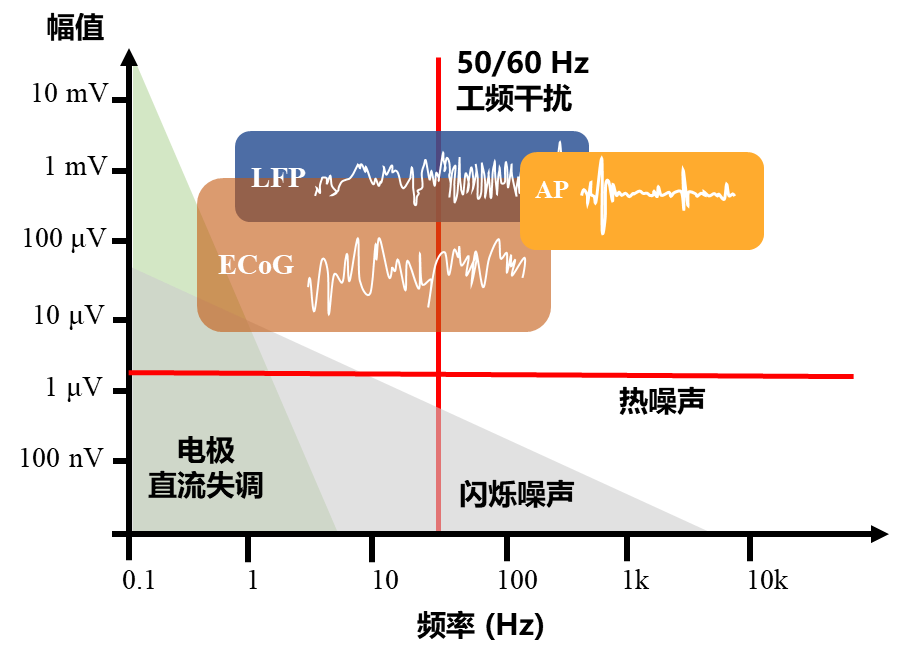 幅值
50/60 Hz
工频干扰
10 mV
1 mV
100 μV
10 μV
1 μV
100 nV
LFP
AP
ECoG
热噪声
电极
直流失调
闪烁噪声
0.1
1
10
100
1k
10k
频率 (Hz)